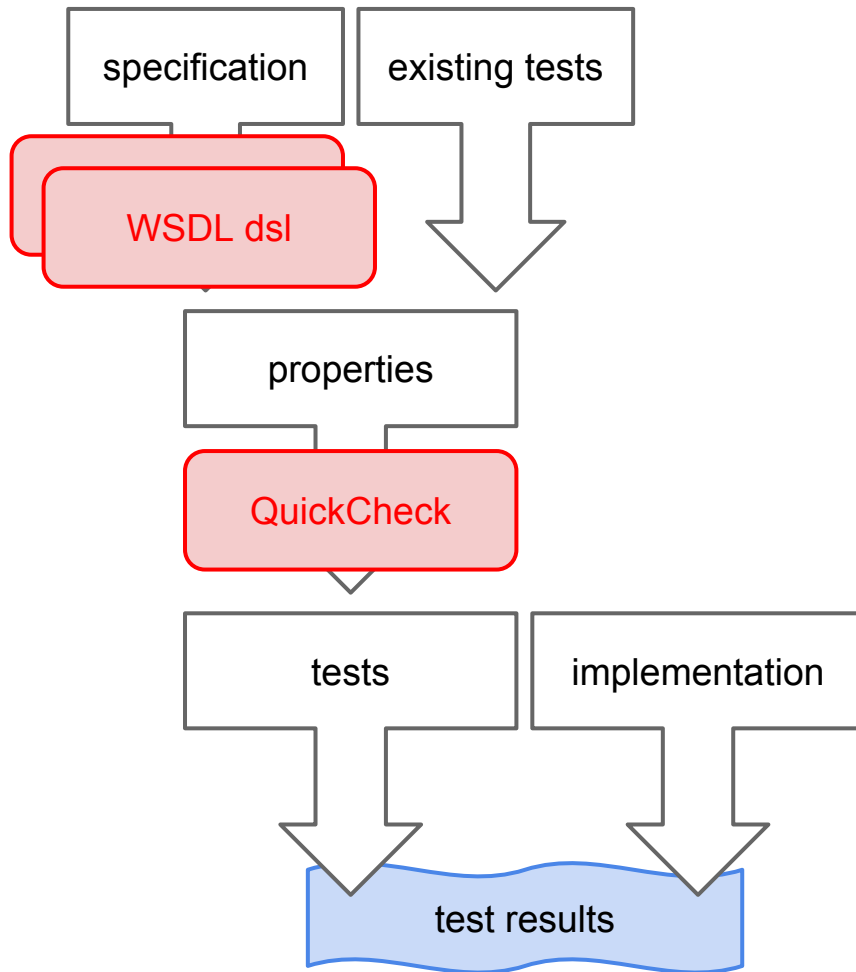 specification
existing tests
WSDL dsl
properties
QuickCheck
tests
implementation
test results